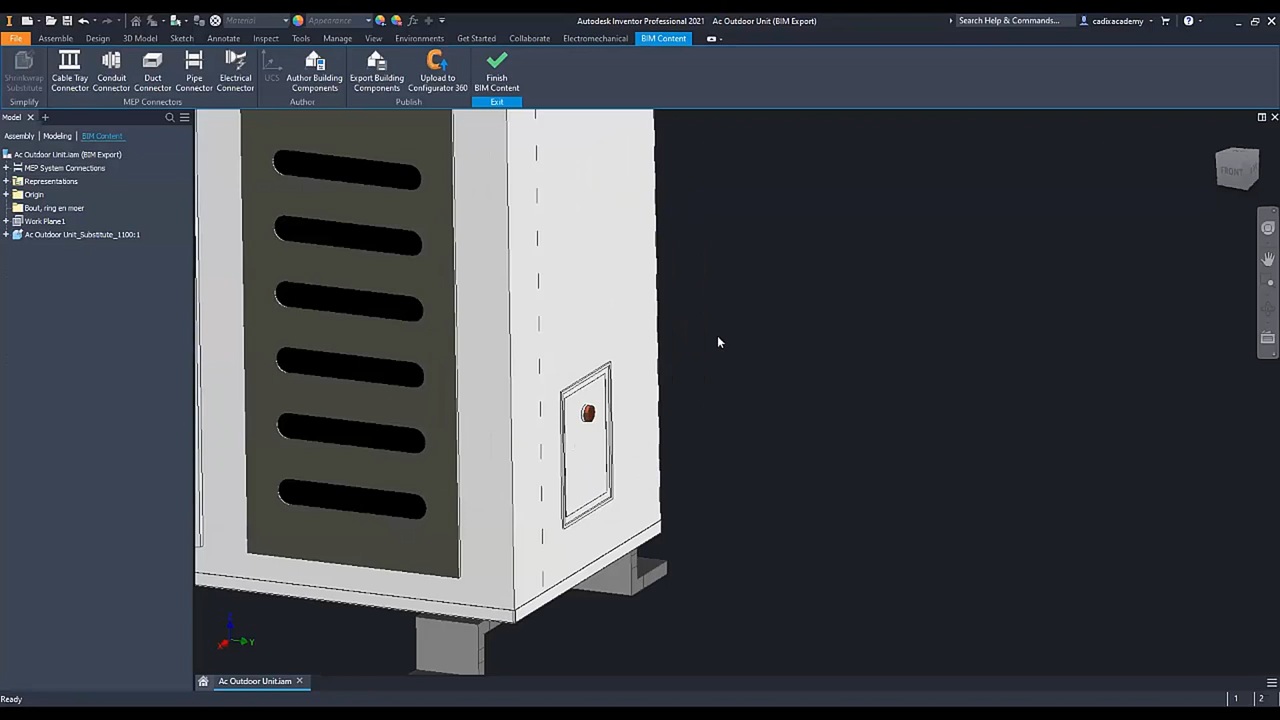 Material
Appearance
Autodesk Inventor Professional 2021 Ac Outdoor Unit (BIM Export)
Search Help & Commands...
cadiracademy
File Assemble Design 3D Model Sketch Annotate Inspect Tools Manage View Environments Get Started Collaborate Electromechanical BIM Content
Shrinkwrap Substitute
Cable Tray Connector
Conduit Connector
Duct Connector
Pipe Connector
Electrical Connector
UCS
Author Building Components
Export Building Components
Upload to Configurator 360
Finish BIM Content
Simplify
MEP Connectors
Author
Publish
Exit
Model
Assembly Modeling BIM Content
Ac Outdoor Unit.iam (BIM Export)
MEP System Connections
Representations
Origin
Bout, ring en moer
Work Plane1
Ac Outdoor Unit_Substitute_1100:1
FRONT
X Y
Ac Outdoor Unit.iam
Ready
1 2